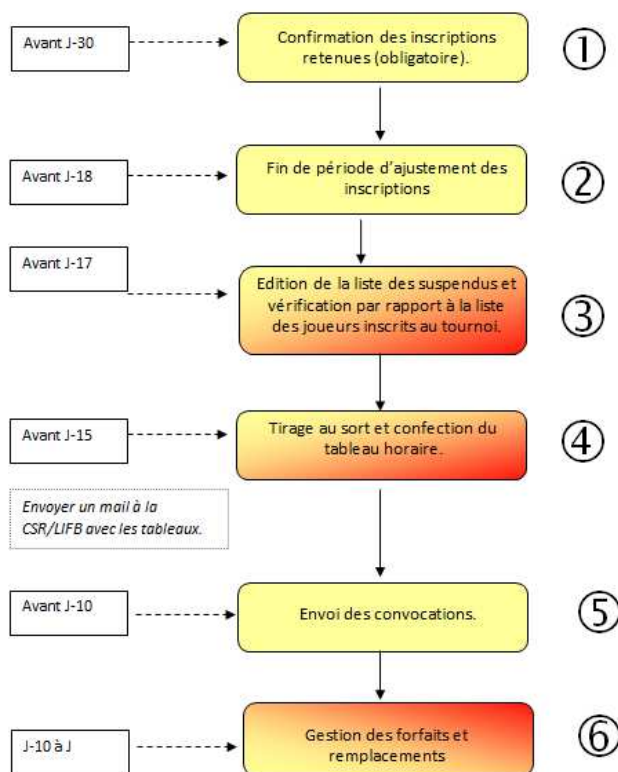 Avant J-30
Confirmation des inscriptions
retenues (obligatoire).
①
Avant J-18
Fin de période d'ajustement des
inscriptions
②
Avant J-17
Edition de la liste des suspendus et
vérification par rapport à la liste
des joueurs inscrits au tournoi.
③
Avant J-15
Tirage au sort et confection du
tableau horaire.
④
Envoyer un mail à la
CSR/LIFB avec les tableaux.
Avant J-10
Envoi des convocations.
⑤
J-10 à J
Gestion des forfaits et
remplacements
⑥